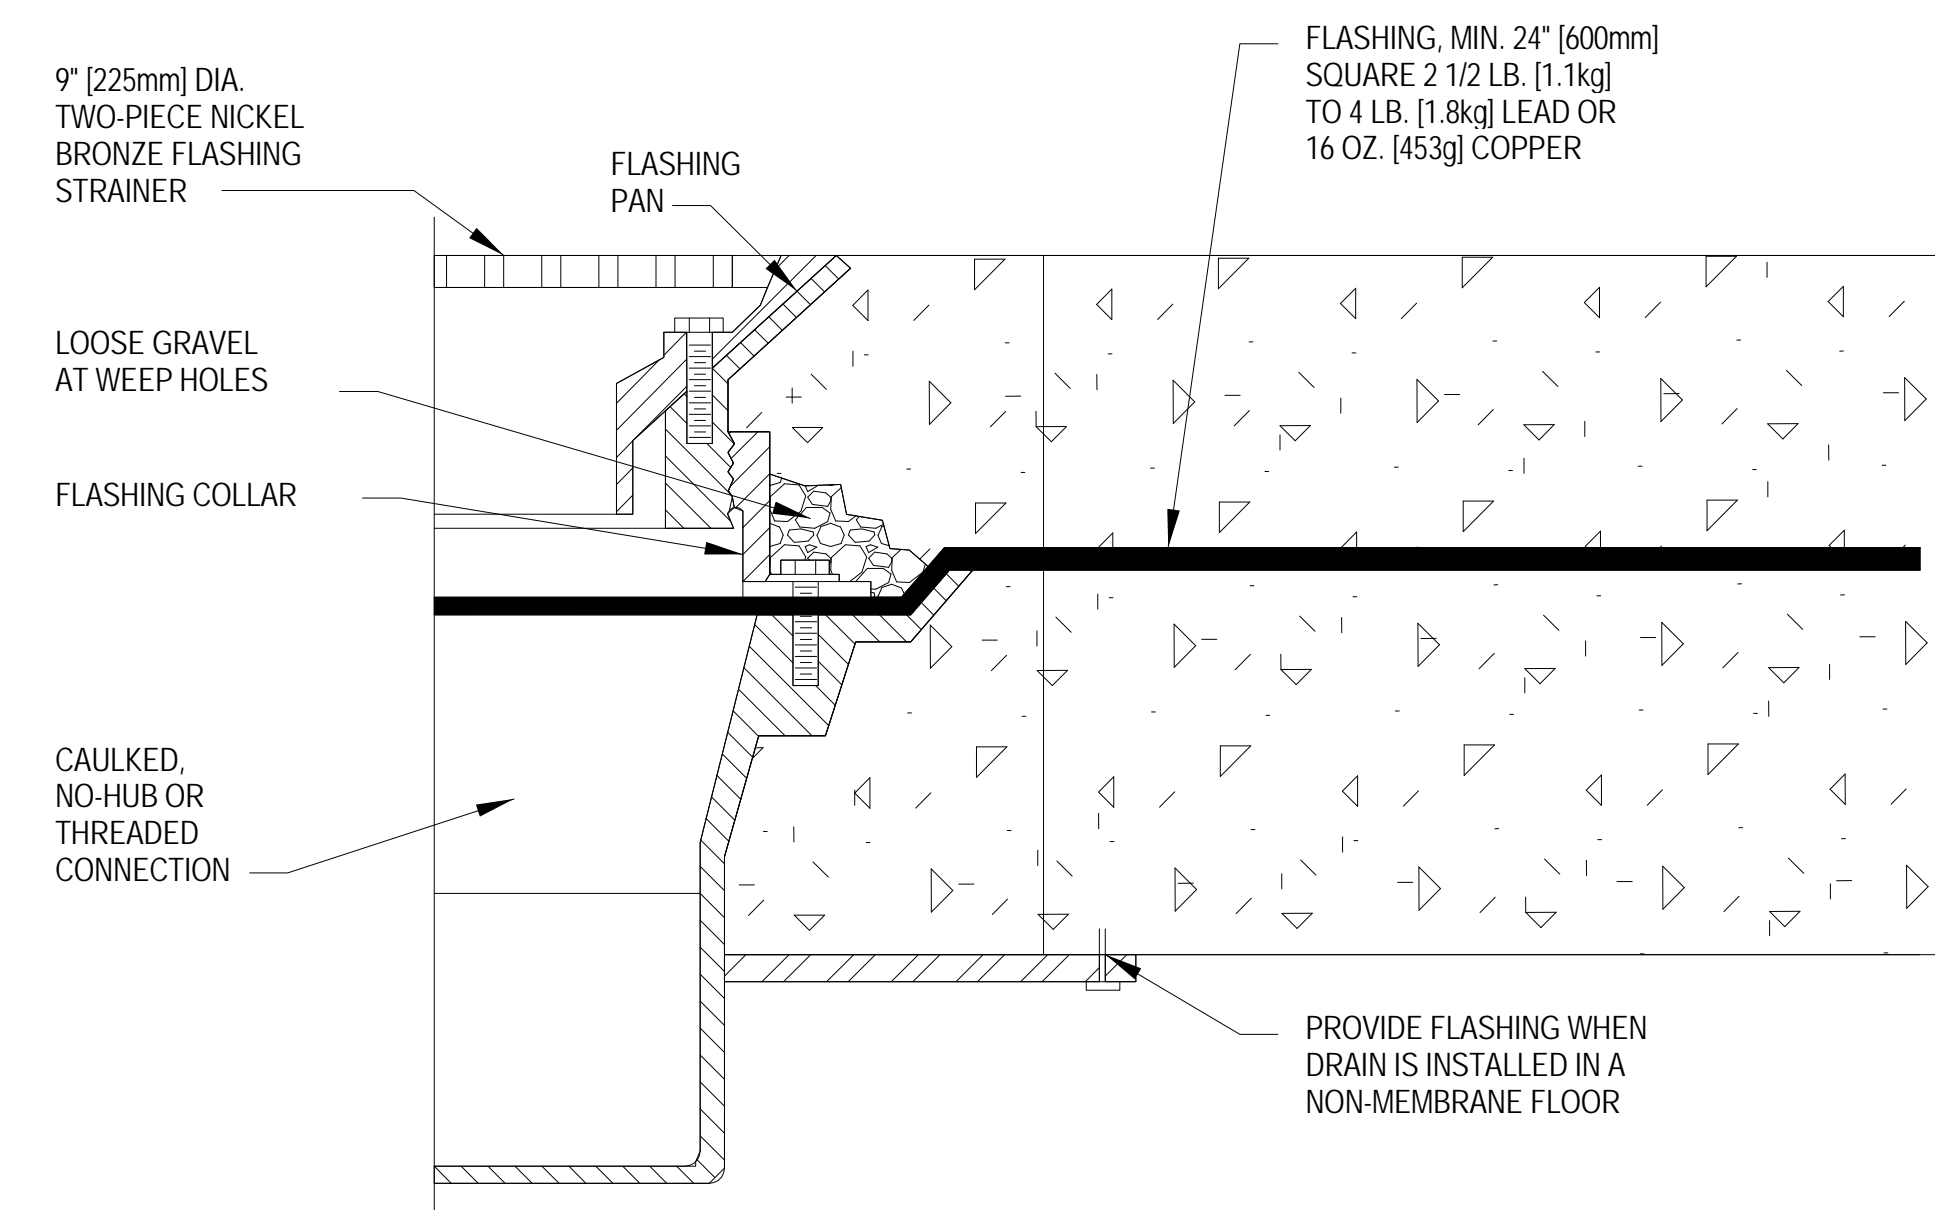 9" [225mm] DIA.
TWO-PIECE NICKEL
BRONZE FLASHING
STRAINER
FLASHING
PAN
FLASHING, MIN. 24" [600mm]
SQUARE 2 1/2 LB. [1.1kg]
TO 4 LB. [1.8kg] LEAD OR
16 OZ. [453g] COPPER
LOOSE GRAVEL
AT WEEP HOLES
FLASHING COLLAR
CAULKED,
NO-HUB OR
THREADED
CONNECTION
PROVIDE FLASHING WHEN
DRAIN IS INSTALLED IN A
NON-MEMBRANE FLOOR